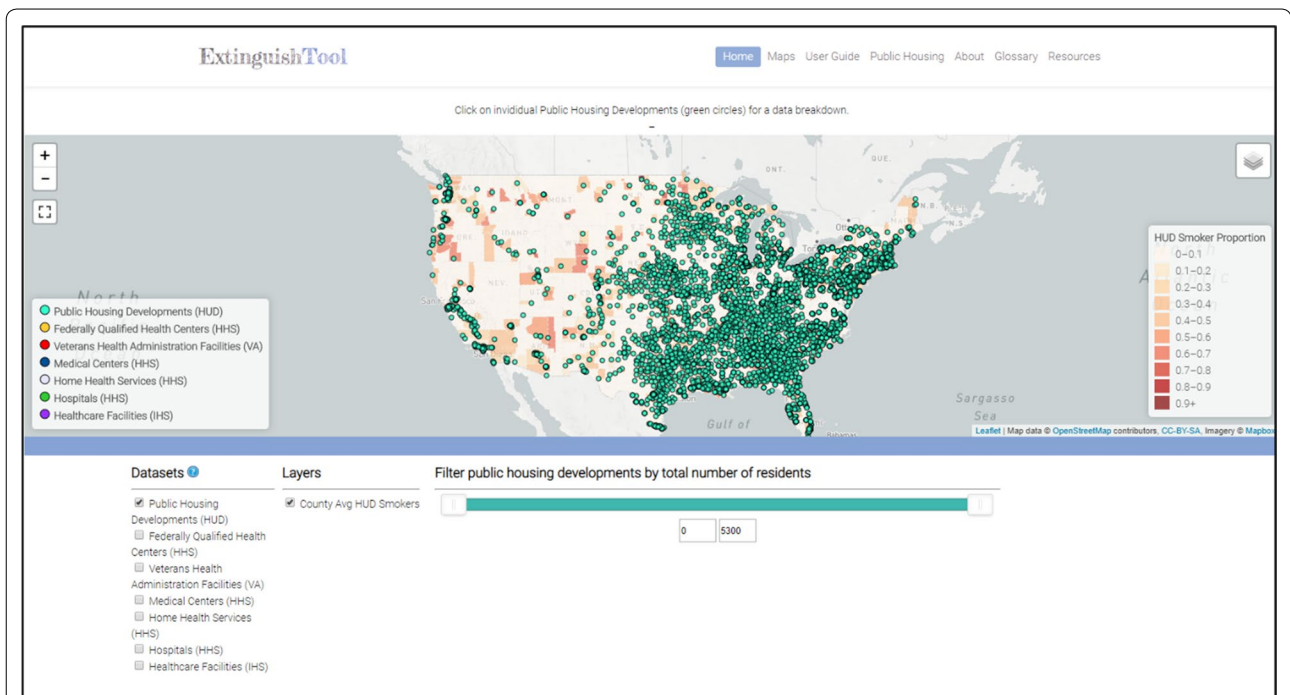 ExtinguishTool
Home Maps User Guide Public Housing About Glossary Resources
Click on invididual Public Housing Developments (green circles) for a data breakdown.
–
+
−
ONT.
QUE.
N.B.
N.S.
MONT
IDAHO
NEV.
North
Gulf of
Bahamas
Sargasso
Sea
Public Housing Developments (HUD)
Federally Qualified Health Centers (HHS)
Veterans Health Administration Facilities (VA)
Medical Centers (HHS)
Home Health Services (HHS)
Hospitals (HHS)
Healthcare Facilities (IHS)
HUD Smoker Proportion
0–0.1
0.1–0.2
0.2–0.3
0.3–0.4
0.4–0.5
0.5–0.6
0.6–0.7
0.7–0.8
0.8–0.9
0.9+
Leaflet | Map data © OpenStreetMap contributors, CC-BY-SA, Imagery © Mapbox
Datasets ?
Public Housing
Developments (HUD)
Federally Qualified Health
Centers (HHS)
Veterans Health
Administration Facilities (VA)
Medical Centers (HHS)
Home Health Services
(HHS)
Hospitals (HHS)
Healthcare Facilities (IHS)
Layers
County Avg HUD Smokers
Filter public housing developments by total number of residents
0 5300